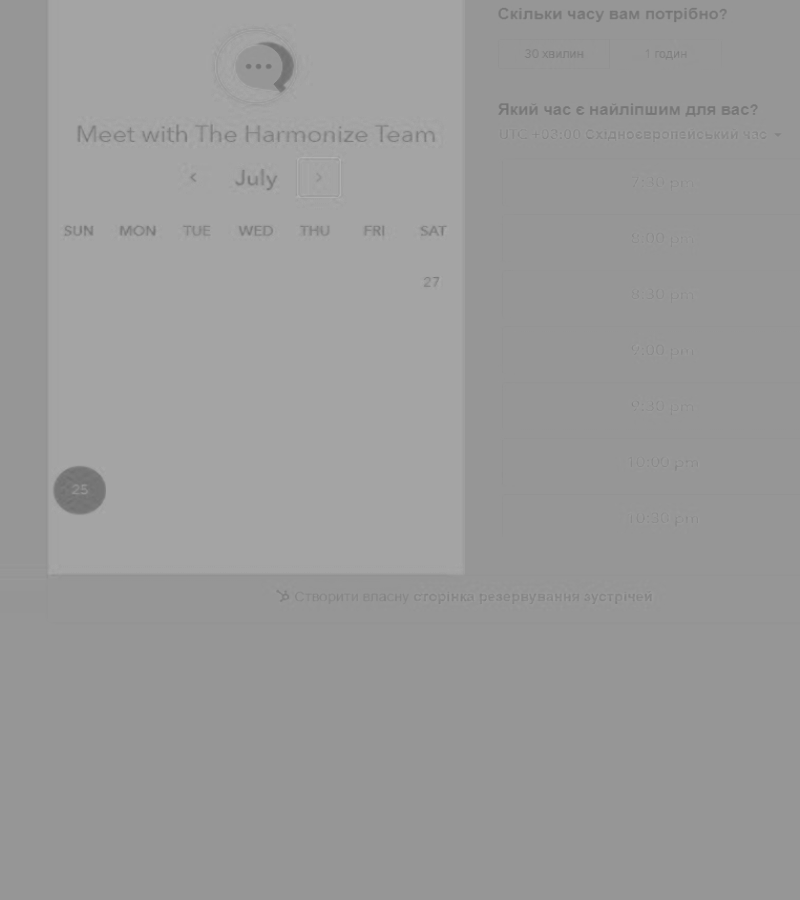 Meet with The Harmonize Team
July
SUN MON TUE WED THU FRI SAT
27
25
Скільки часу вам потрібно?
30 хвилин 1 годин
Який час є найліпшим для вас?
UTC +03:00 Східноєвропейський час
7:30 pm
8:00 pm
8:30 pm
9:00 pm
9:30 pm
10:00 pm
10:30 pm
Створити власну сторінка резервування зустрічей